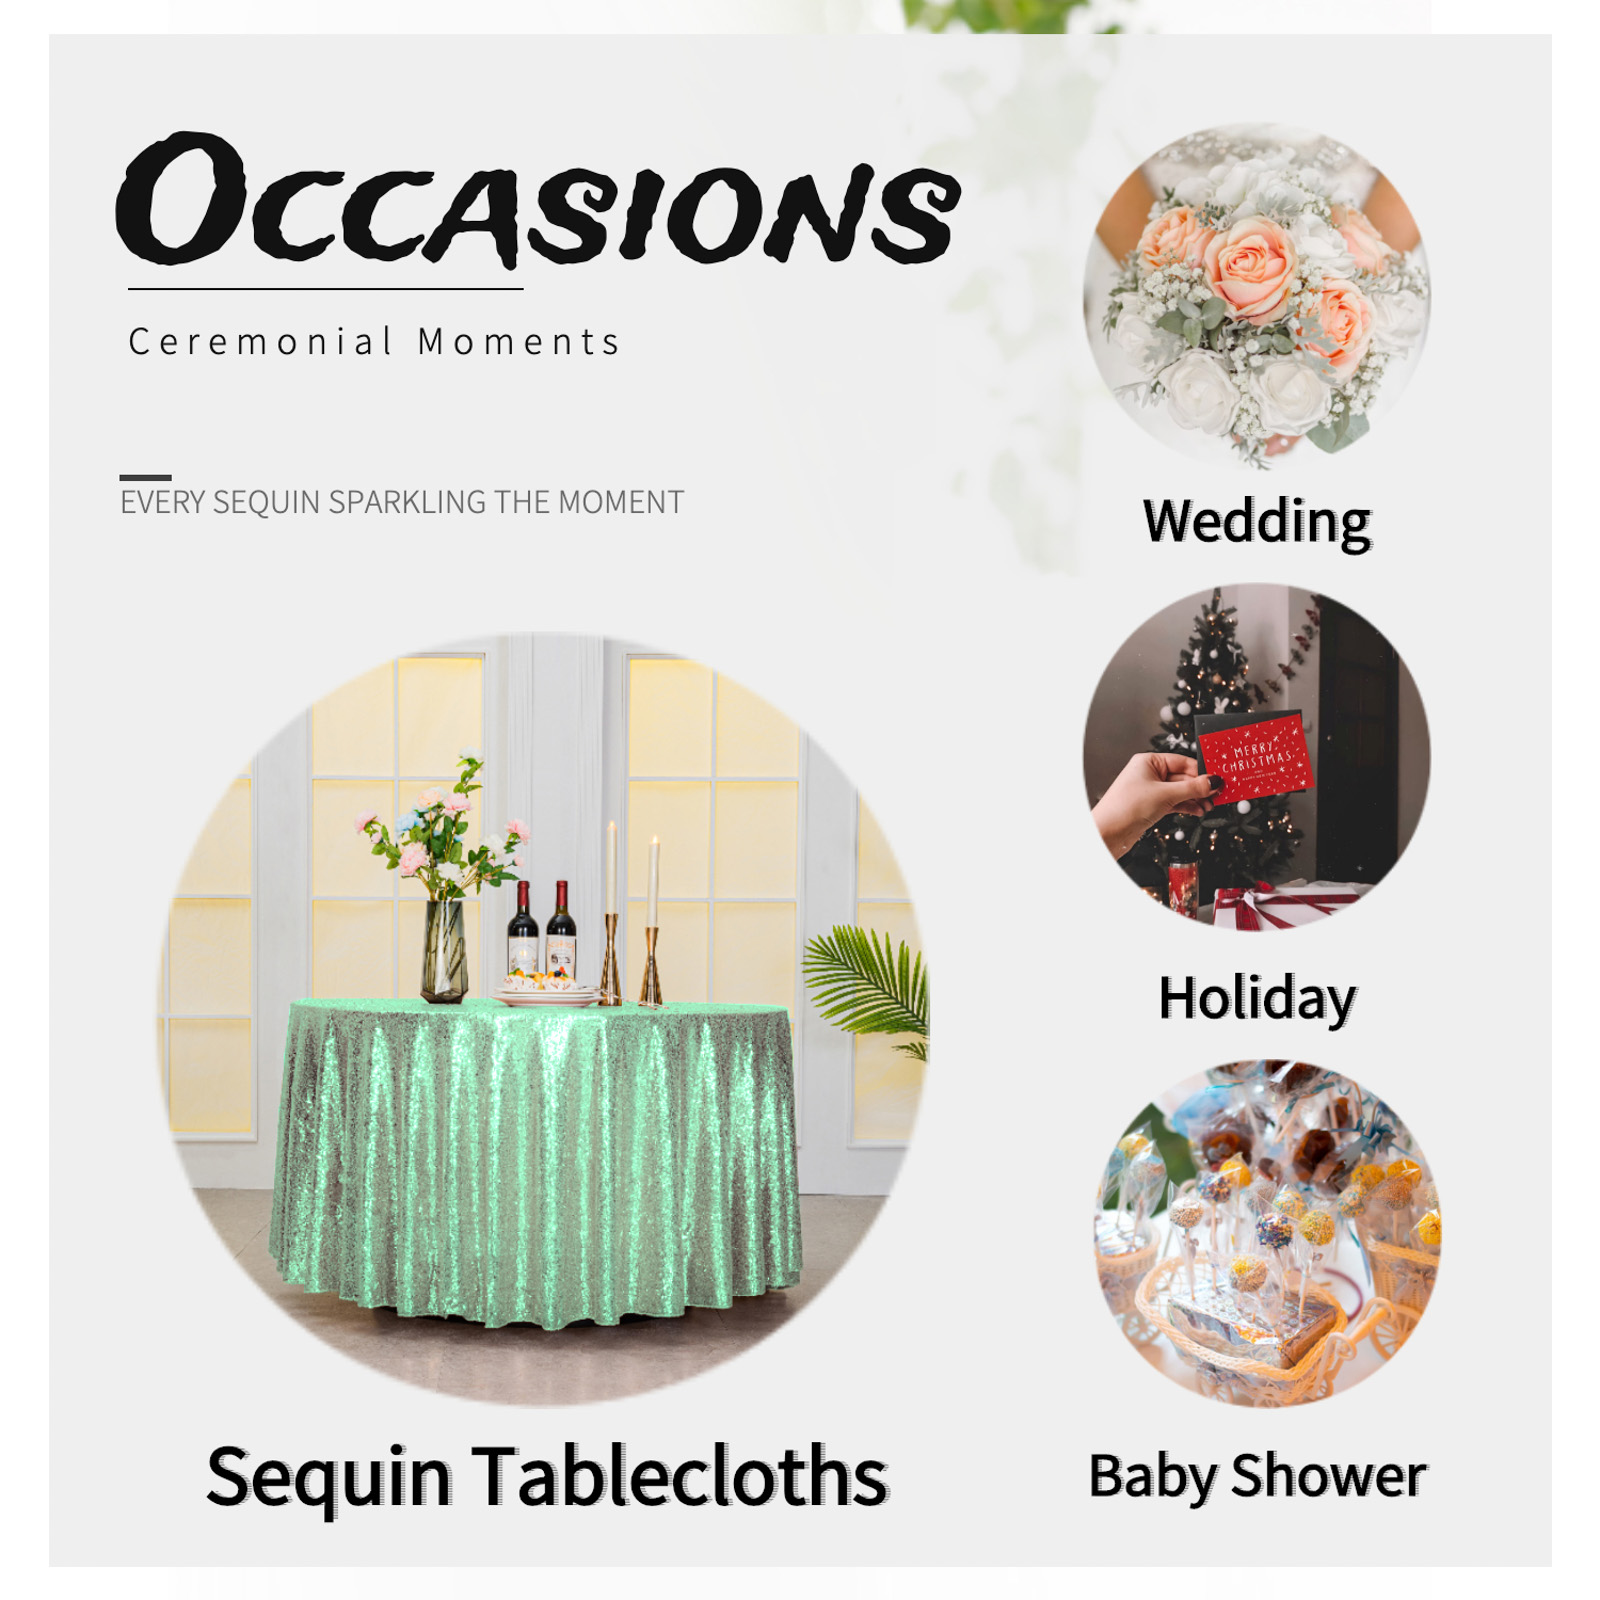 Occasions
Ceremonial Moments
EVERY SEQUIN SPARKLING THE MOMENT
Wedding
MERRY
CHRISTMAS
Holiday
Sequin Tablecloths
Baby Shower